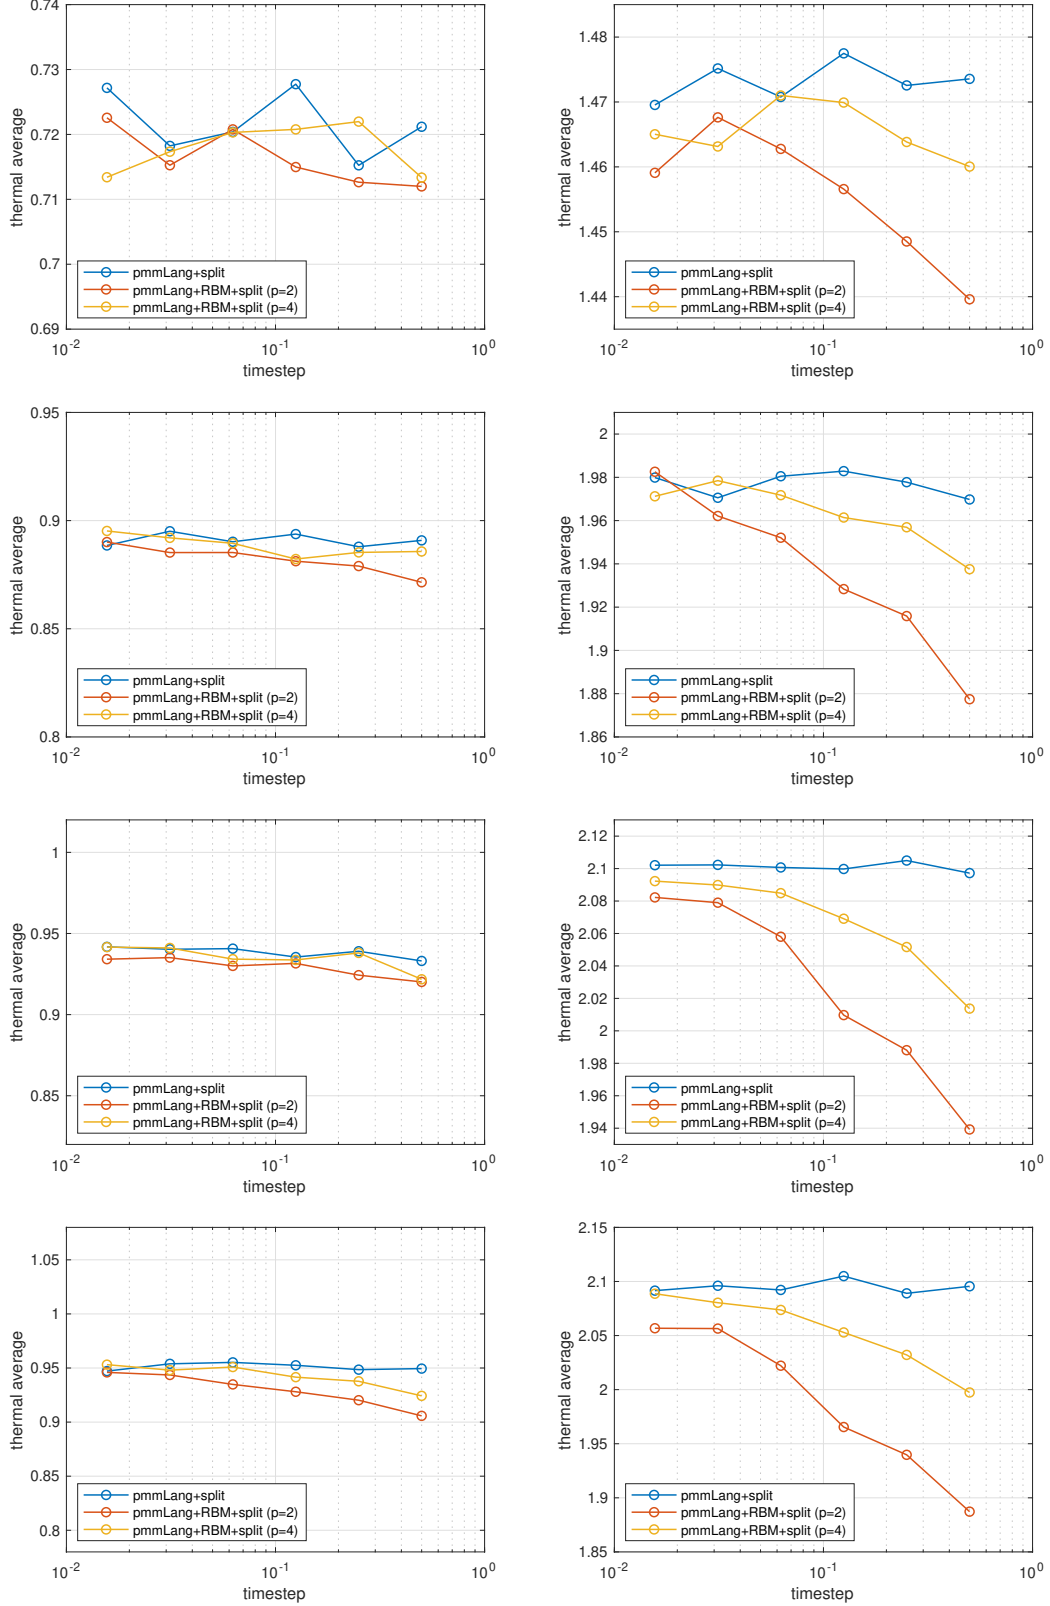 0.74
0.73
0.72
0.71
0.7
0.69
thermal average
pmmLang+split
pmmLang+RBM+split (p=2)
pmmLang+RBM+split (p=4)
10-2
10-1
100
timestep
1.48
1.47
1.46
1.45
1.44
thermal average
pmmLang+split
pmmLang+RBM+split (p=2)
pmmLang+RBM+split (p=4)
10-2
10-1
100
timestep
0.95
0.9
0.85
0.8
thermal average
pmmLang+split
pmmLang+RBM+split (p=2)
pmmLang+RBM+split (p=4)
10-2
10-1
100
timestep
2
1.98
1.96
1.94
1.92
1.9
1.88
1.86
thermal average
pmmLang+split
pmmLang+RBM+split (p=2)
pmmLang+RBM+split (p=4)
10-2
10-1
100
timestep
1
0.95
0.9
0.85
thermal average
pmmLang+split
pmmLang+RBM+split (p=2)
pmmLang+RBM+split (p=4)
10-2
10-1
100
timestep
2.12
2.1
2.08
2.06
2.04
2.02
2
1.98
1.96
1.94
thermal average
pmmLang+split
pmmLang+RBM+split (p=2)
pmmLang+RBM+split (p=4)
10-2
10-1
100
timestep
1.05
1
0.95
0.9
0.85
0.8
thermal average
pmmLang+split
pmmLang+RBM+split (p=2)
pmmLang+RBM+split (p=4)
10-2
10-1
100
timestep
2.15
2.1
2.05
2
1.95
1.9
1.85
thermal average
pmmLang+split
pmmLang+RBM+split (p=2)
pmmLang+RBM+split (p=4)
10-2
10-1
100
timestep